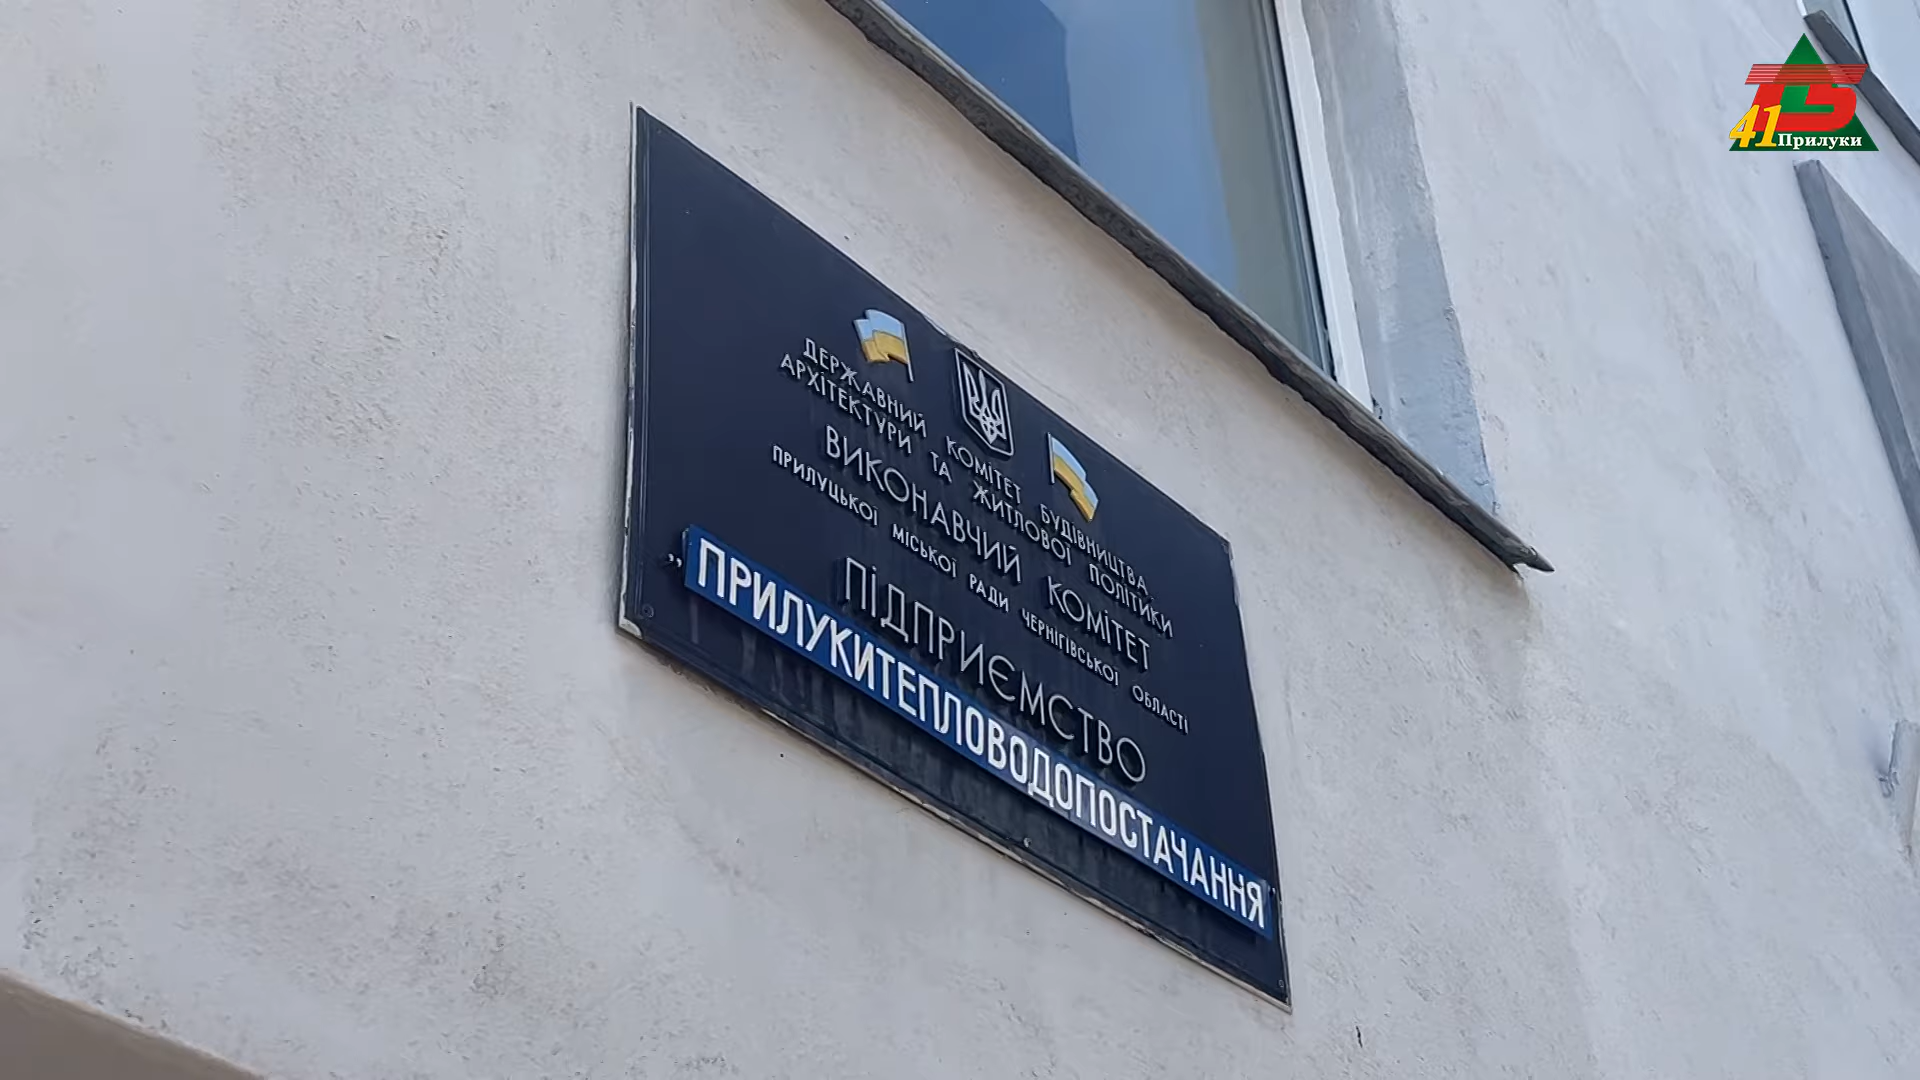 ДЕРЖАВНИЙ КОМІТЕТ БУДІВНИЦТВА,
АРХІТЕКТУРИ ТА ЖИТЛОВОЇ ПОЛІТИКИ
ВИКОНАВЧИЙ КОМІТЕТ
ПРИЛУЦЬКОЇ МІСЬКОЇ РАДИ ЧЕРНІГІВСЬКОЇ ОБЛАСТІ
ПІДПРИЄМСТВО
„ПРИЛУКИТЕПЛОВОДОПОСТАЧАННЯ"
41 Прилуки